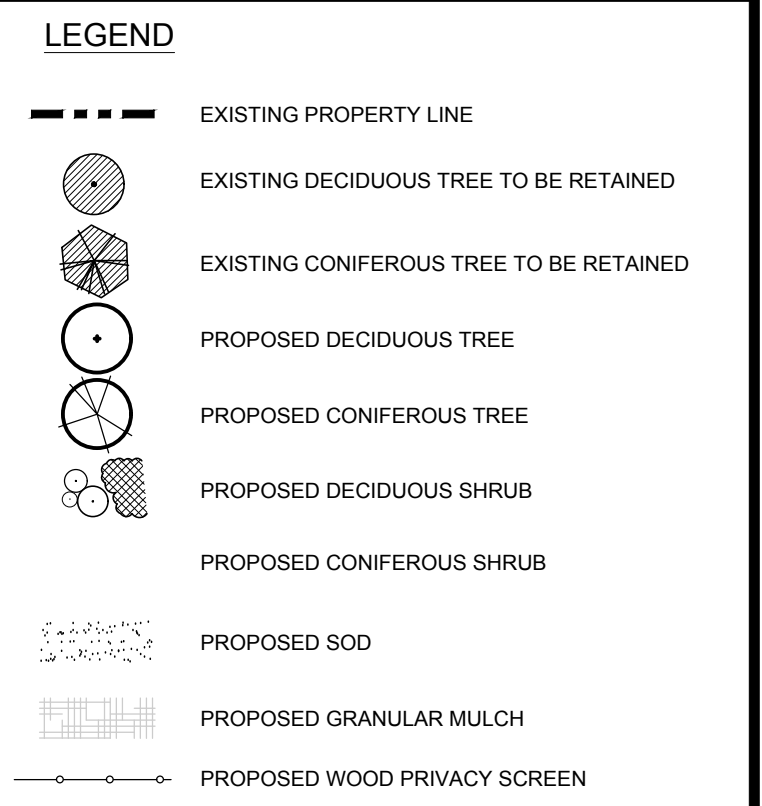 LEGEND
EXISTING PROPERTY LINE
EXISTING DECIDUOUS TREE TO BE RETAINED
EXISTING CONIFEROUS TREE TO BE RETAINED
PROPOSED DECIDUOUS TREE
PROPOSED CONIFEROUS TREE
PROPOSED DECIDUOUS SHRUB
PROPOSED CONIFEROUS SHRUB
PROPOSED SOD
PROPOSED GRANULAR MULCH
PROPOSED WOOD PRIVACY SCREEN